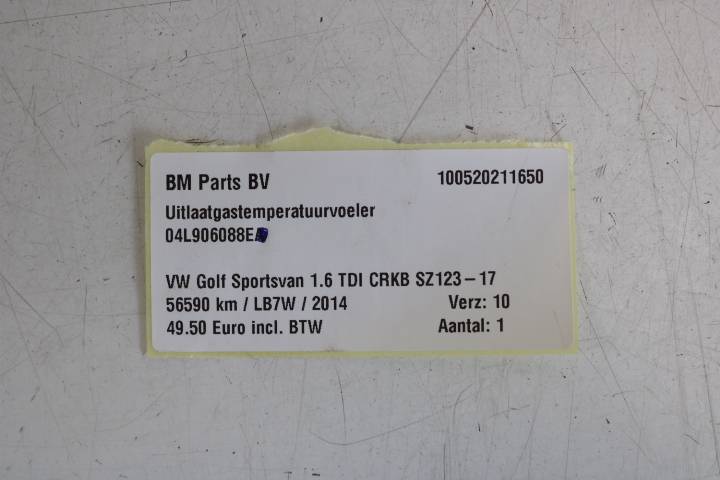 BM Parts BV 100520211650
Uitlaatgastemperatuurvoeler
04L906088E
VW Golf Sportsvan 1.6 TDI CRKB SZ123-17
56590 km / LB7W / 2014 Verz: 10
49.50 Euro incl. BTW Aantal: 1